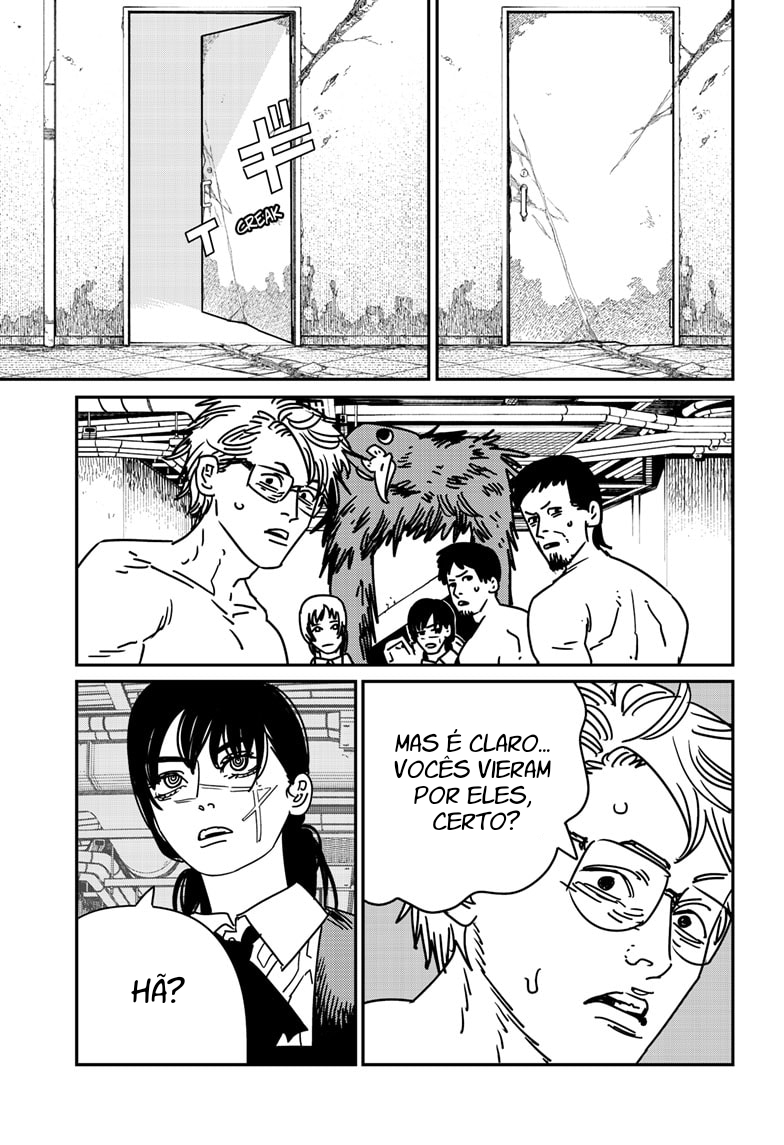 ギイ
CREAK
MAS É CLARO...
VOCÊS VIERAM
POR ELES,
CERTO?
HÃ?